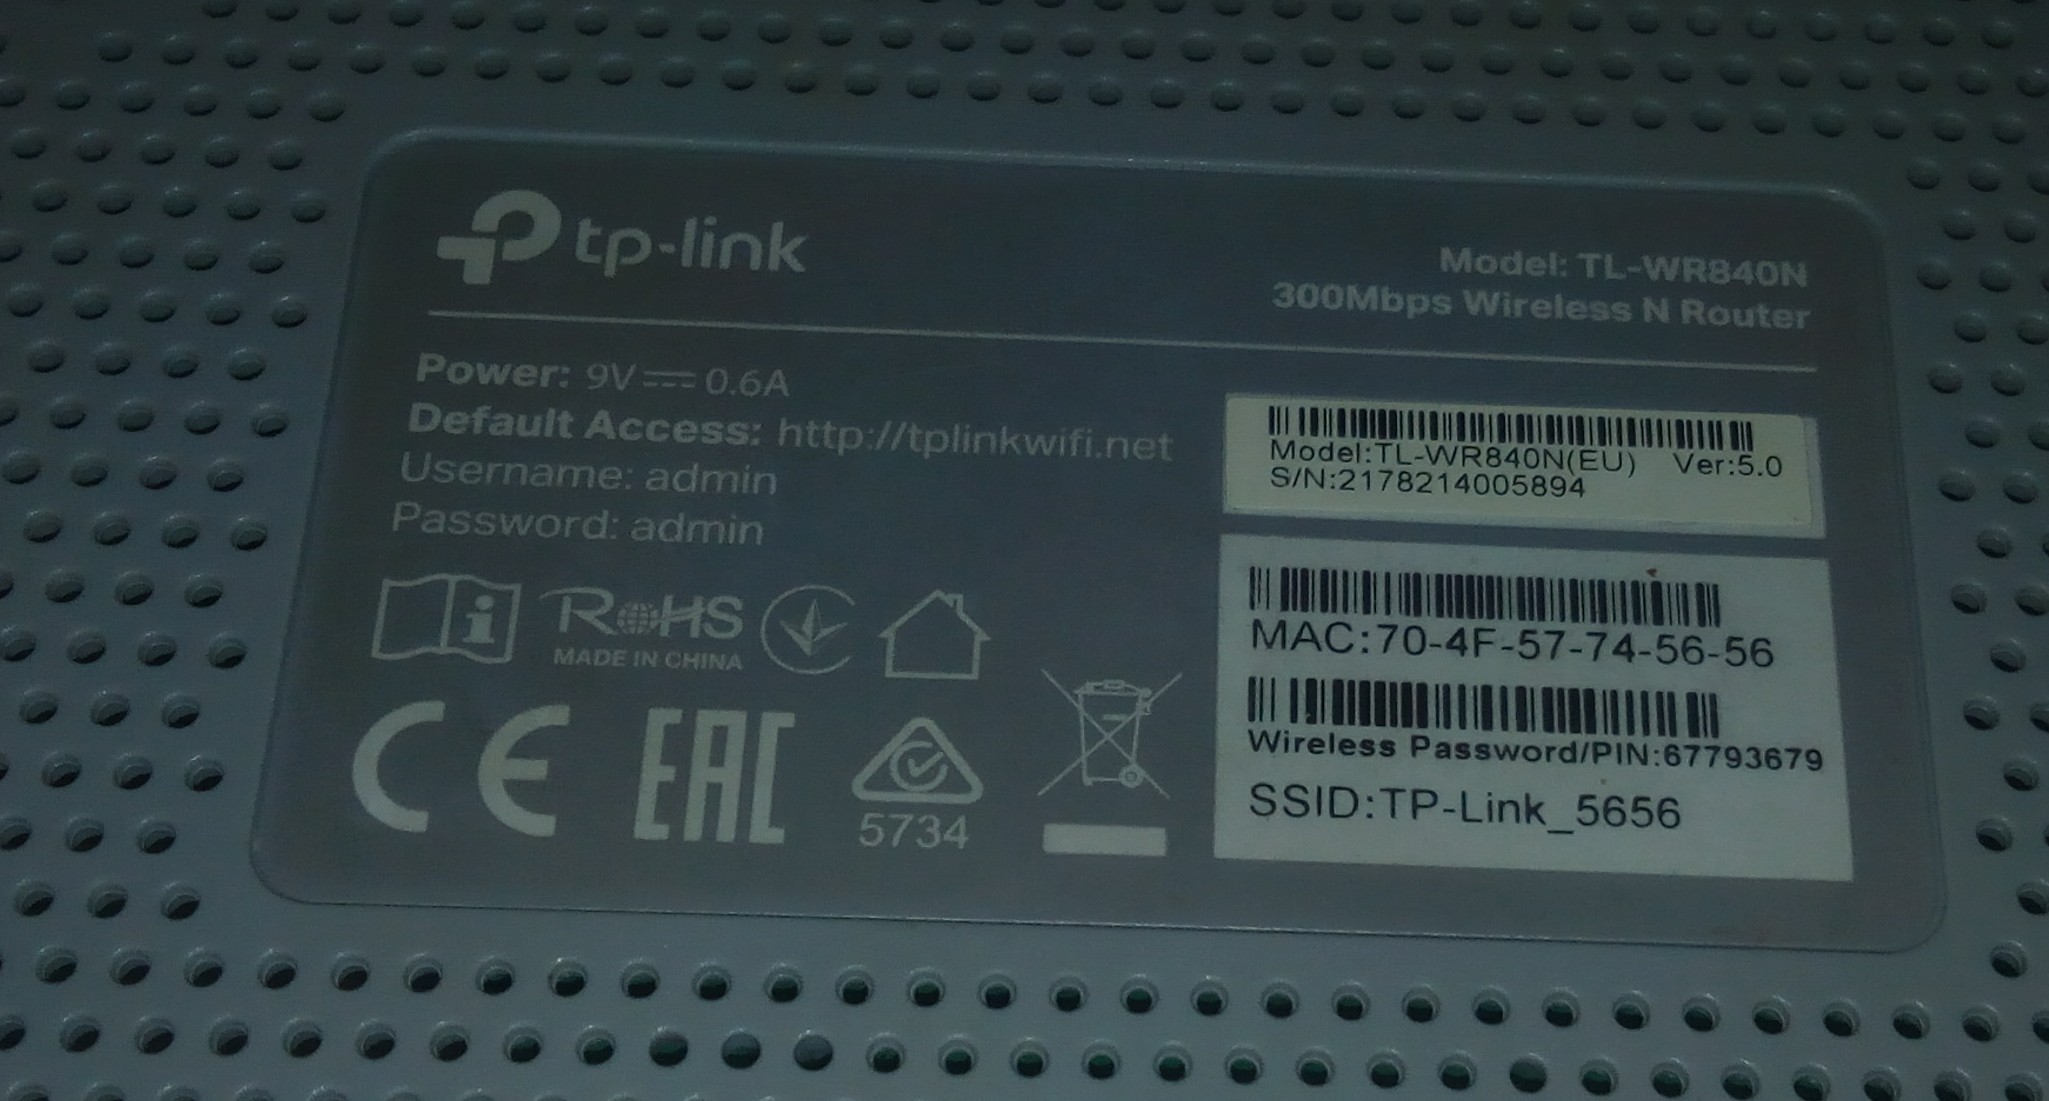 tp-link
Model: TL-WR840N
300Mbps Wireless N Router
Power: 9V⎓0.6A
Default Access: http://tplinkwifi.net
Username: admin
Password: admin
Model:TL-WR840N(EU) Ver:5.0
S/N:2178214005894
RoHS
MADE IN CHINA
CE
EAC
5734
MAC:70-4F-57-74-56-56
Wireless Password/PIN:67793679
SSID:TP-Link_5656